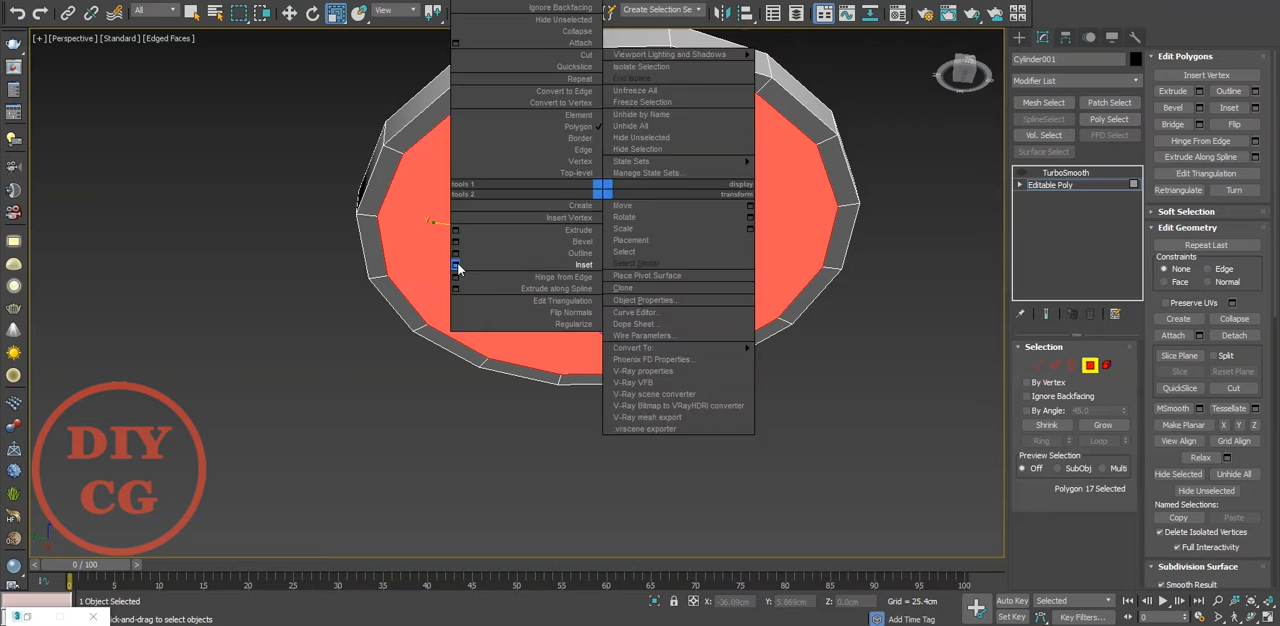 All
View
Create Selection Se
[+] [Perspective] [Standard] [Edged Faces]
Ignore Backfacing
Hide Unselected
Collapse
Attach
Cut
Quickslice
Repeat
Convert to Edge
Convert to Vertex
Element
Polygon
Border
Edge
Vertex
Top-level
tools 1
tools 2
Create
Insert Vertex
Extrude
Bevel
Outline
Inset
Hinge from Edge
Extrude along Spline
Edit Triangulation
Flip Normals
Regularize
Viewport Lighting and Shadows
Isolate Selection
End Isolate
Unfreeze All
Freeze Selection
Unhide by Name
Unhide All
Hide Unselected
Hide Selection
State Sets
Manage State Sets...
display
transform
Move
Rotate
Scale
Placement
Select
Select Similar
Place Pivot Surface
Clone
Object Properties...
Curve Editor...
Dope Sheet...
Wire Parameters...
Convert To:
Phoenix FD Properties...
V-Ray properties
V-Ray VFB
V-Ray scene converter
V-Ray Bitmap to VRayHDRI converter
V-Ray mesh export
.vrscene exporter
Cylinder001
Modifier List
Mesh Select Patch Select
SplineSelect Poly Select
Vol. Select FFD Select
Surface Select
TurboSmooth
Editable Poly
Selection
By Vertex
Ignore Backfacing
By Angle: 45.0
Shrink Grow
Ring Loop
Preview Selection
Off SubObj Multi
Polygon 17 Selected
Edit Polygons
Insert Vertex
Extrude Outline
Bevel Inset
Bridge Flip
Hinge From Edge
Extrude Along Spline
Edit Triangulation
Retriangulate Turn
Soft Selection
Edit Geometry
Repeat Last
Constraints
None Edge
Face Normal
Preserve UVs
Create Collapse
Attach Detach
Slice Plane Split
Slice Reset Plane
QuickSlice Cut
MSmooth Tessellate
Make Planar X Y Z
View Align Grid Align
Relax
Hide Selected Unhide All
Hide Unselected
Named Selections:
Copy Paste
Delete Isolated Vertices
Full Interactivity
Subdivision Surface
Smooth Result
DIY
CG
HF
0 / 100
0 5 10 15 20 25 30 35 40 45 50 55 60 65 70 75 80 85 90 95 100
1 Object Selected
X: -36.09cm Y: 5.869cm Z: 0.0cm Grid = 25.4cm
Auto Key Selected
-and-drag to select objects
Add Time Tag
Set Key Key Filters...
0